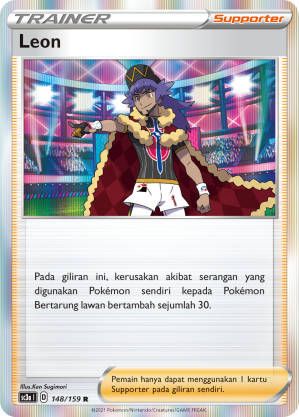 TRAINER Supporter
Leon
Pada giliran ini, kerusakan akibat serangan yang
digunakan Pokémon sendiri kepada Pokémon
Bertarung lawan bertambah sejumlah 30.
Illus.Ken Sugimori
sc3a I D 148/159 R
Pemain hanya dapat menggunakan 1 kartu
Supporter pada giliran sendiri.
©2021 Pokémon/Nintendo/Creatures/GAME FREAK.